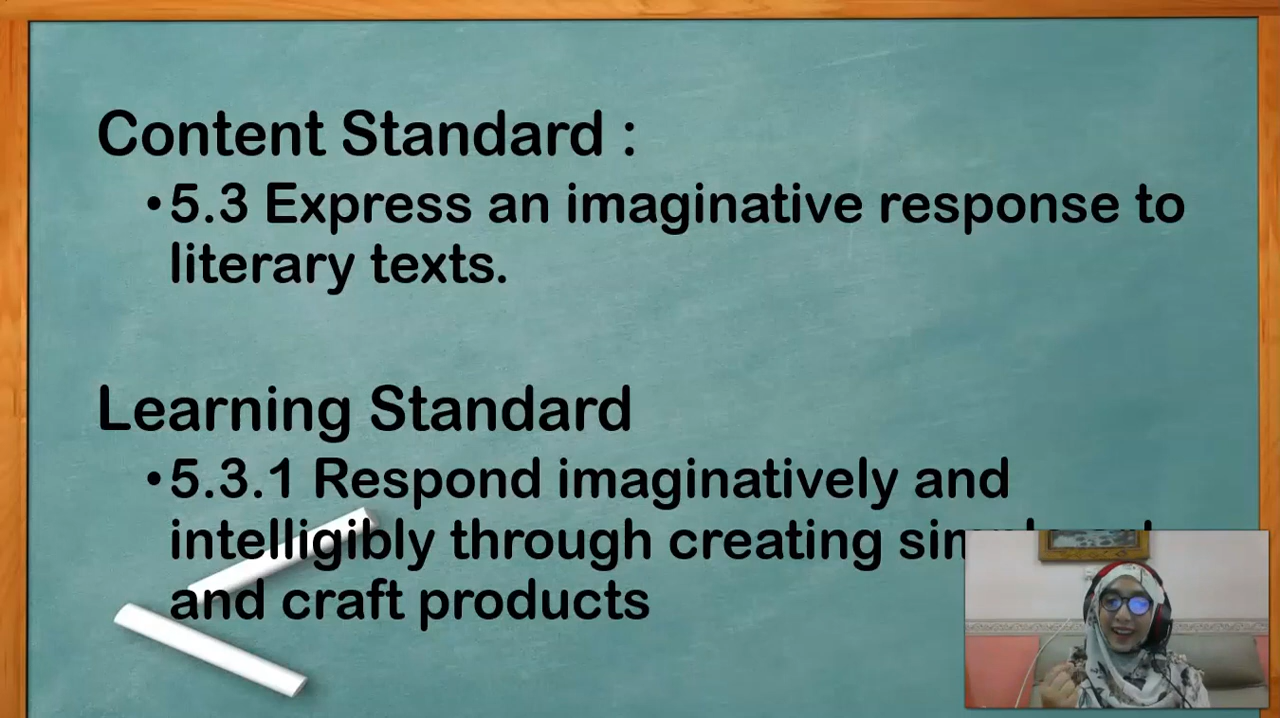 Content Standard :
•5.3 Express an imaginative response to
literary texts.
Learning Standard
•5.3.1 Respond imaginatively and
intelligibly through creating
and craft products